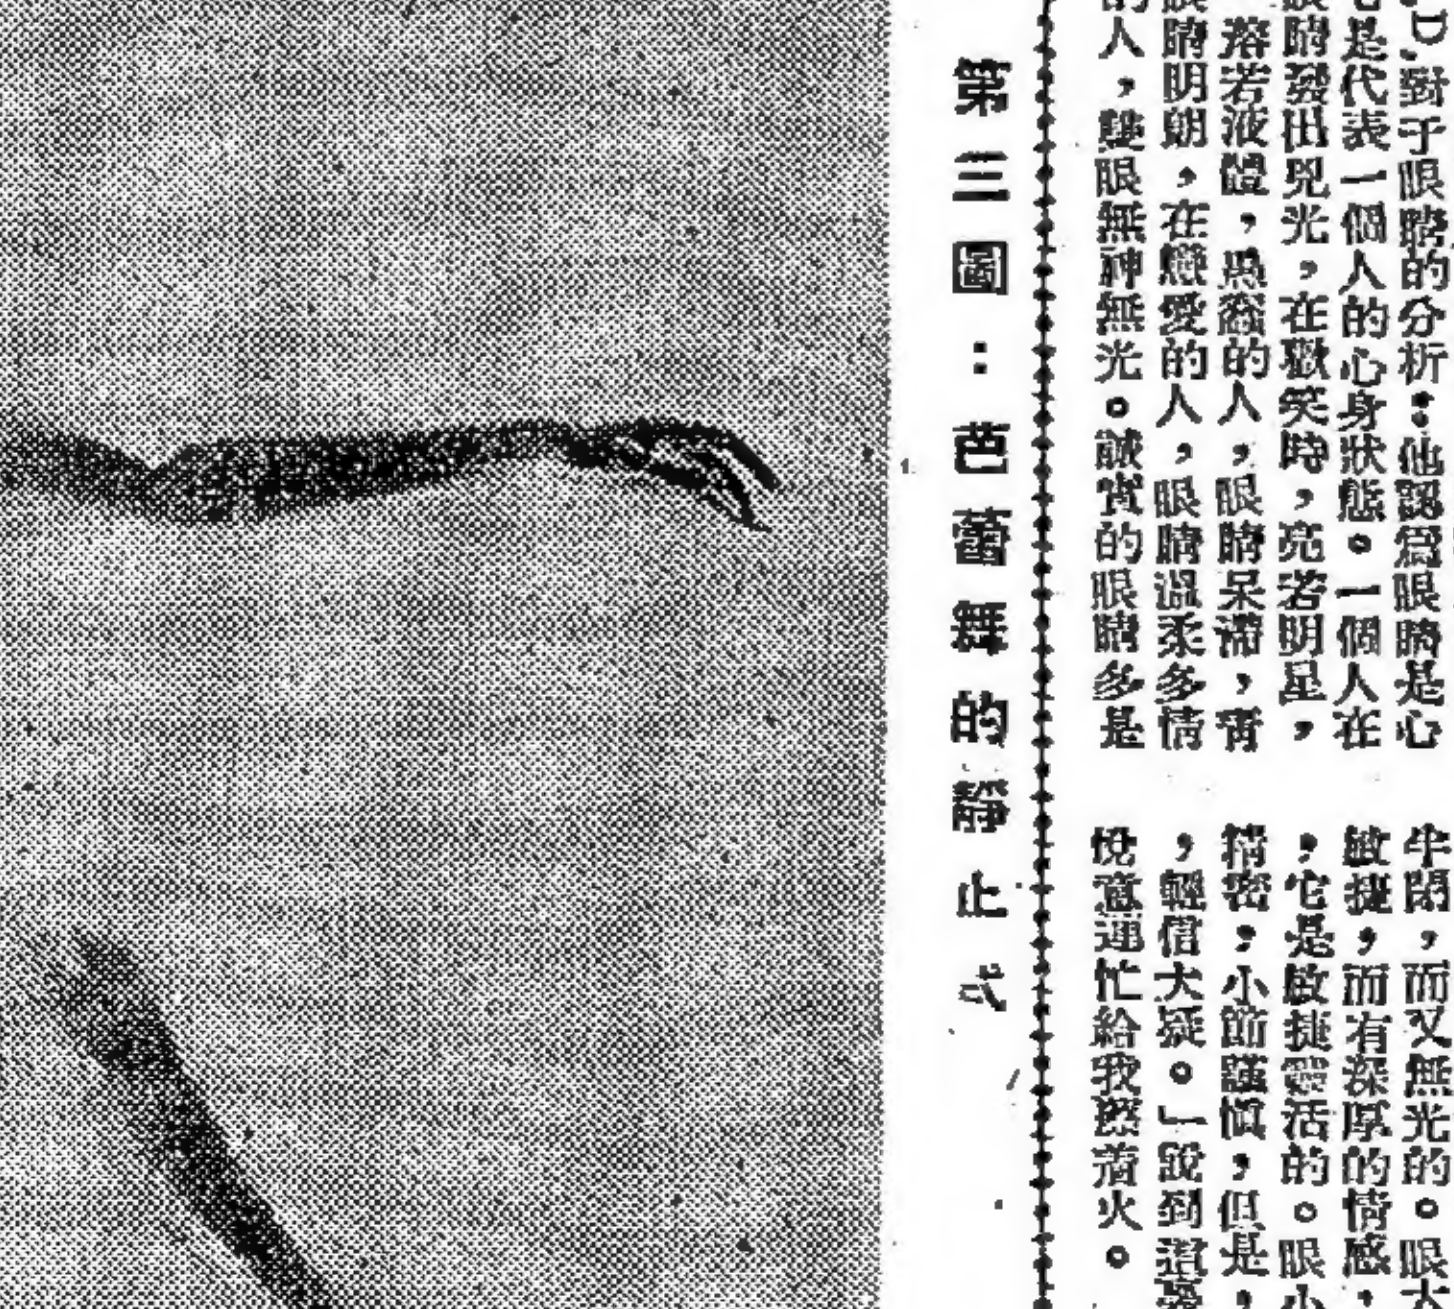 D.對于眼睛的分析：他認爲眼睛是心
是代表一個人的心身狀態。一個人在
眼睛發出兇光，在歡笑時，亮若明星，
溶若液體，愚蠢的人，眼睛呆滯，青
眼睛明朗，在戀愛的人，眼睛溫柔多情
的人，雙眼無神無光。誠實的眼睛多是
半閉，而又無光的。眼大
敏捷，而有深厚的情感，
，它是敏捷靈活的。眼小
精密，小節謹慎，但是，
，輕信大疑。」說到這裏
悅意連忙給我燃着火。
第三圖：芭蕾舞的靜止式